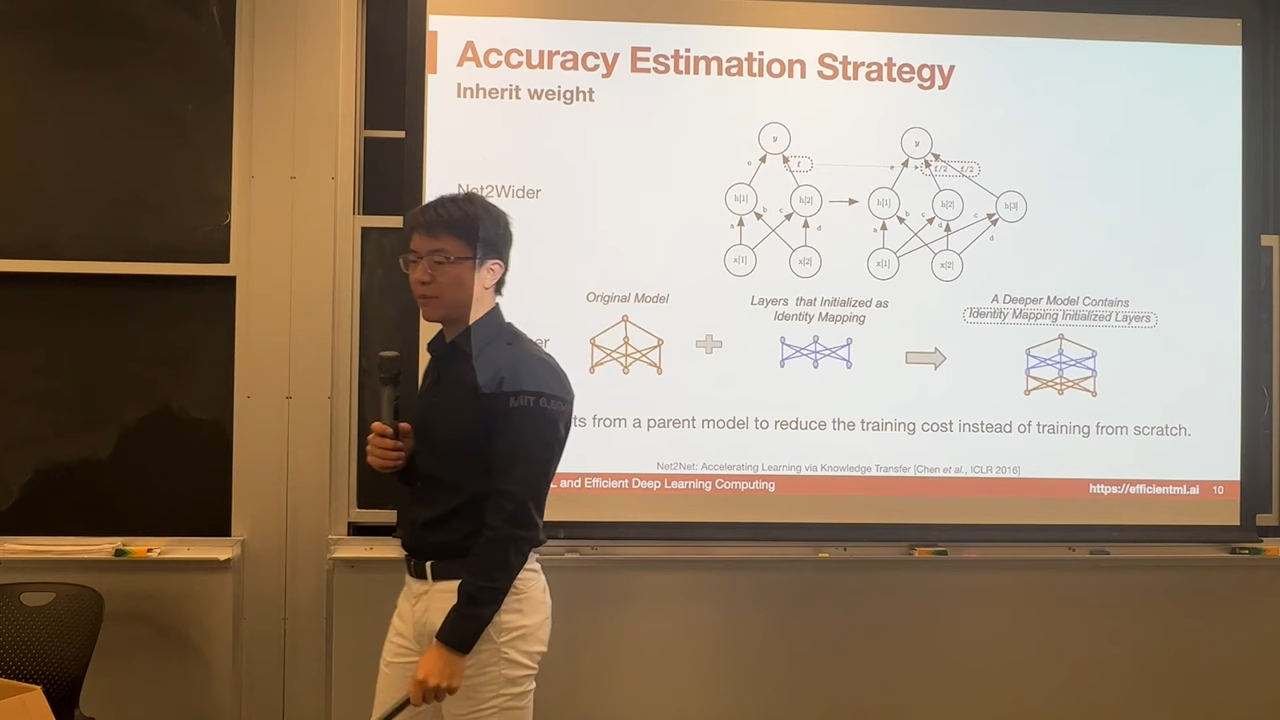 Accuracy Estimation Strategy
Inherit weight
Net2Wider
y
y
e
f
e
f/2
f/2
h[1]
h[2]
h[1]
h[2]
h[3]
a
b
c
d
a
b
c
d
c
d
x[1]
x[2]
x[1]
x[2]
Original Model
Layers that Initialized as
Identity Mapping
A Deeper Model Contains
Identity Mapping Initialized Layers
er
MIT 6.5
ts from a parent model to reduce the training cost instead of training from scratch.
Net2Net: Accelerating Learning via Knowledge Transfer [Chen et al., ICLR 2016]
L and Efficient Deep Learning Computing
https://efficientml.ai
10